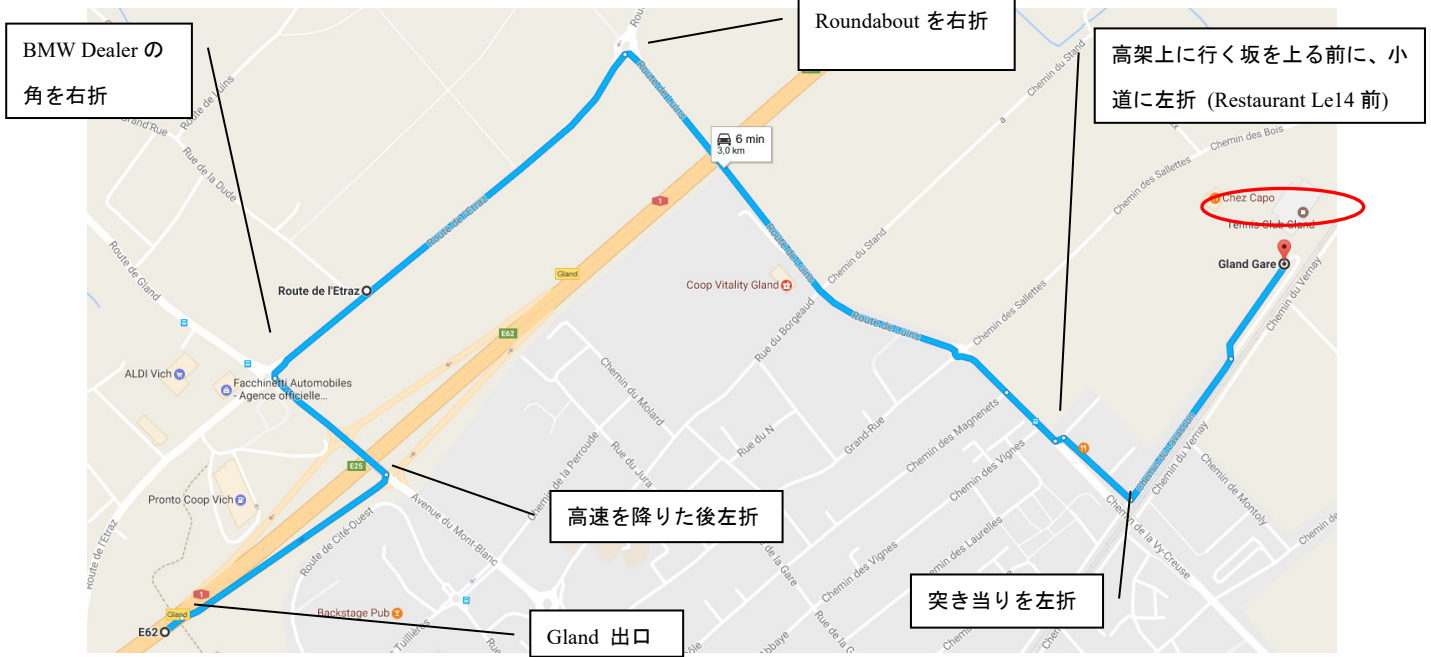 BMW Dealer の
角を右折
Roundabout を右折
高架上に行く坂を上る前に、小
道に左折 (Restaurant Le14 前)
Route de Luins
Grand'Rue
Rue de la Dude
Route de Gland
Route de l'Etraz
Route de l'Etraz
Route de Luins
6 min
3,0 km
1
Gland
E62
Chemin du Stand
Chemin des Bois
Chemin des Sallettes
Chez Capo
Tennis Club Gland
Gland Gare
Chemin du Vernay
Coop Vitality Gland
Route de Luins
Chemin du Stand
Rue du Borgeaud
Route de Luins
Chemin des Sallettes
ALDI Vich
Facchinetti Automobiles
- Agence officielle...
Chemin du Molard
Rue du N
Grand-Rue
Chemin des Magnenets
Chemin des Vignes
Chemin de la Perroude
Rue du Jura
E25
Pronto Coop Vich
Route de l'Etraz
高速を降りた後左折
Avenue du Mont-Blanc
Route de Cité-Ouest
Chemin du Lavasson
Chemin du Vernay
Chemin de Montoly
Chemin de la Vy-Creuse
Chemin des Laurelles
Chemin des Vignes
突き当りを左折
1
Gland
E62
Backstage Pub
Gland 出口